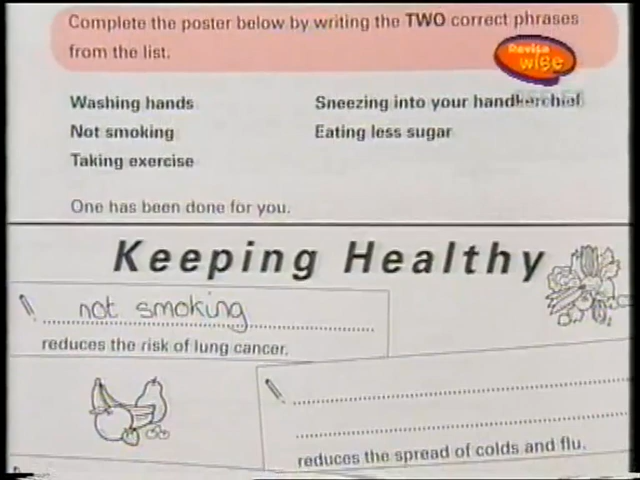 Complete the poster below by writing the TWO correct phrases
from the list.
Revise
wise
Washing hands
Sneezing into your handkerchief
Not smoking
Eating less sugar
Taking exercise
One has been done for you.
Keeping Healthy
not smoking
reduces the risk of lung cancer.
reduces the spread of colds and flu.